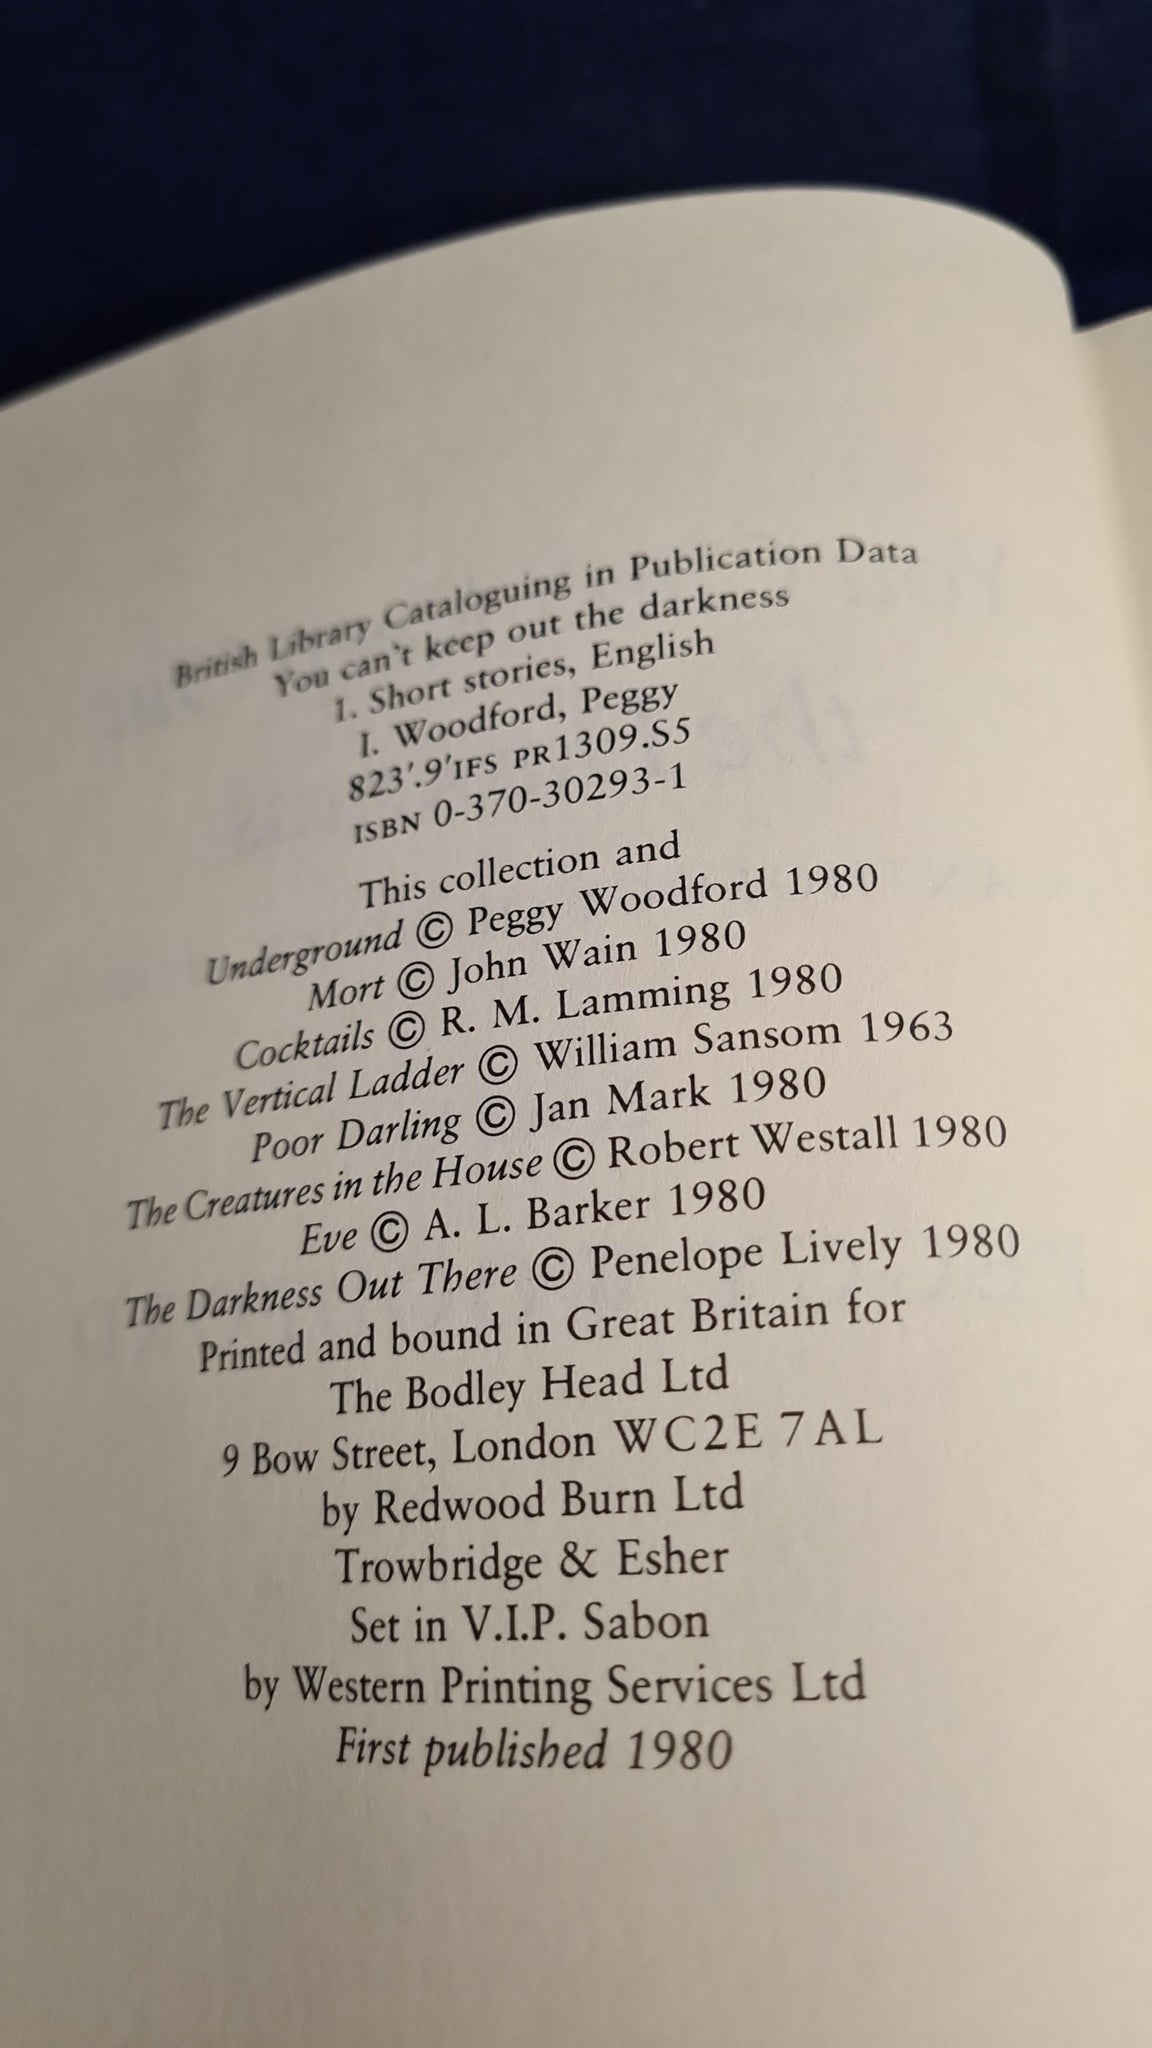 British Library Cataloguing in Publication Data
You can't keep out the darkness
1. Short stories, English
I. Woodford, Peggy
823'.9'1FS PR1309.S5
ISBN 0-370-30293-1
This collection and
Underground © Peggy Woodford 1980
Mort © John Wain 1980
Cocktails © R. M. Lamming 1980
The Vertical Ladder © William Sansom 1963
Poor Darling © Jan Mark 1980
The Creatures in the House © Robert Westall 1980
Eve © A. L. Barker 1980
The Darkness Out There © Penelope Lively 1980
Printed and bound in Great Britain for
The Bodley Head Ltd
9 Bow Street, London WC2E 7AL
by Redwood Burn Ltd
Trowbridge & Esher
Set in V.I.P. Sabon
by Western Printing Services Ltd
First published 1980